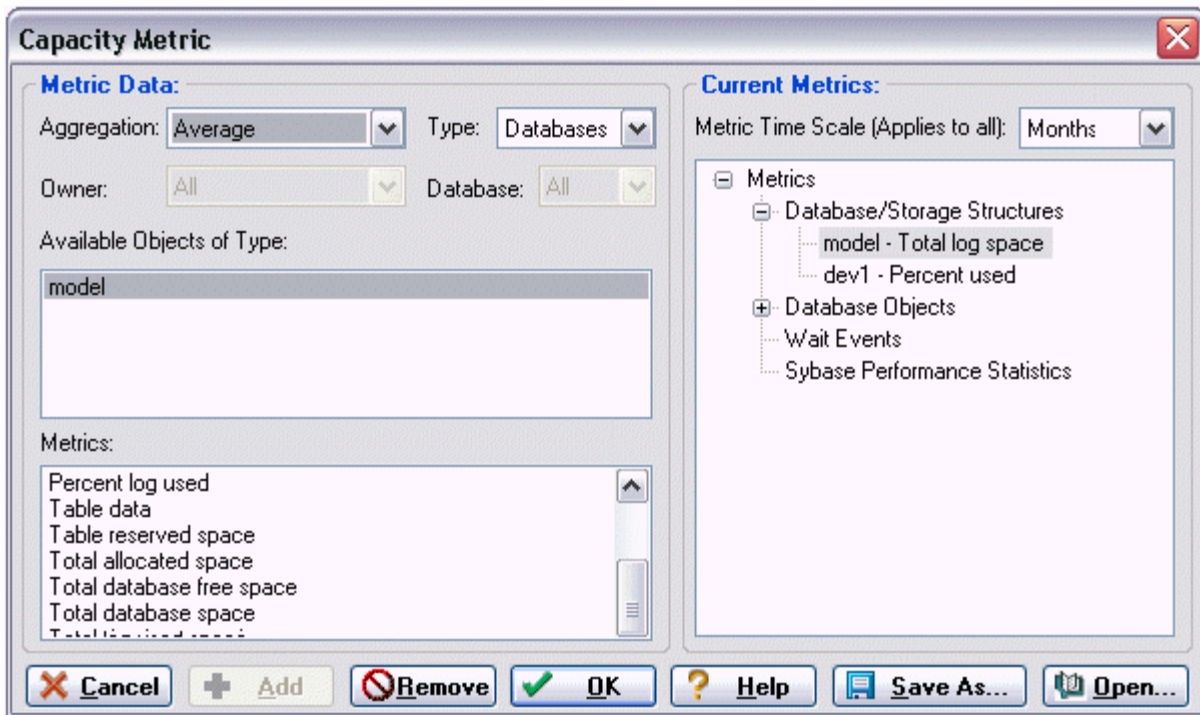 Capacity Metric
Metric Data:
Aggregation: Average Type: Databases
Owner: All Database: All
Available Objects of Type:
model
Metrics:
Percent log used
Table data
Table reserved space
Total allocated space
Total database free space
Total database space
Current Metrics:
Metric Time Scale (Applies to all): Months
Metrics
Database/Storage Structures
model - Total log space
dev1 - Percent used
Database Objects
Wait Events
Sybase Performance Statistics
Cancel Add Remove OK Help Save As... Open...